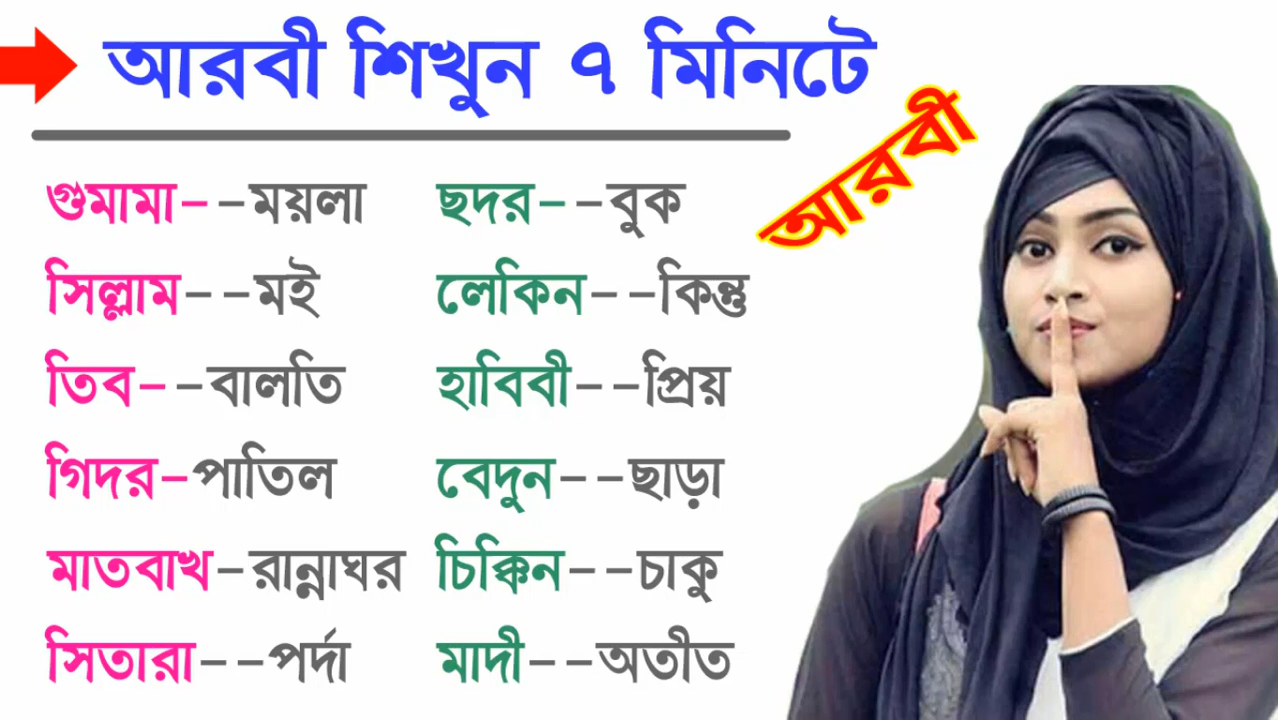 আরবী শিখুন ৭ মিনিটে
আরবী
গুমামা--ময়লা
সিল্লাম--মই
তিব--বালতি
গিদর-পাতিল
মাতবাখ-রান্নাঘর
সিতারা--পর্দা
ছদর--বুক
লেকিন--কিন্তু
হাবিবী--প্রিয়
বেদুন--ছাড়া
চিক্কিন--চাকু
মাদী--অতীত